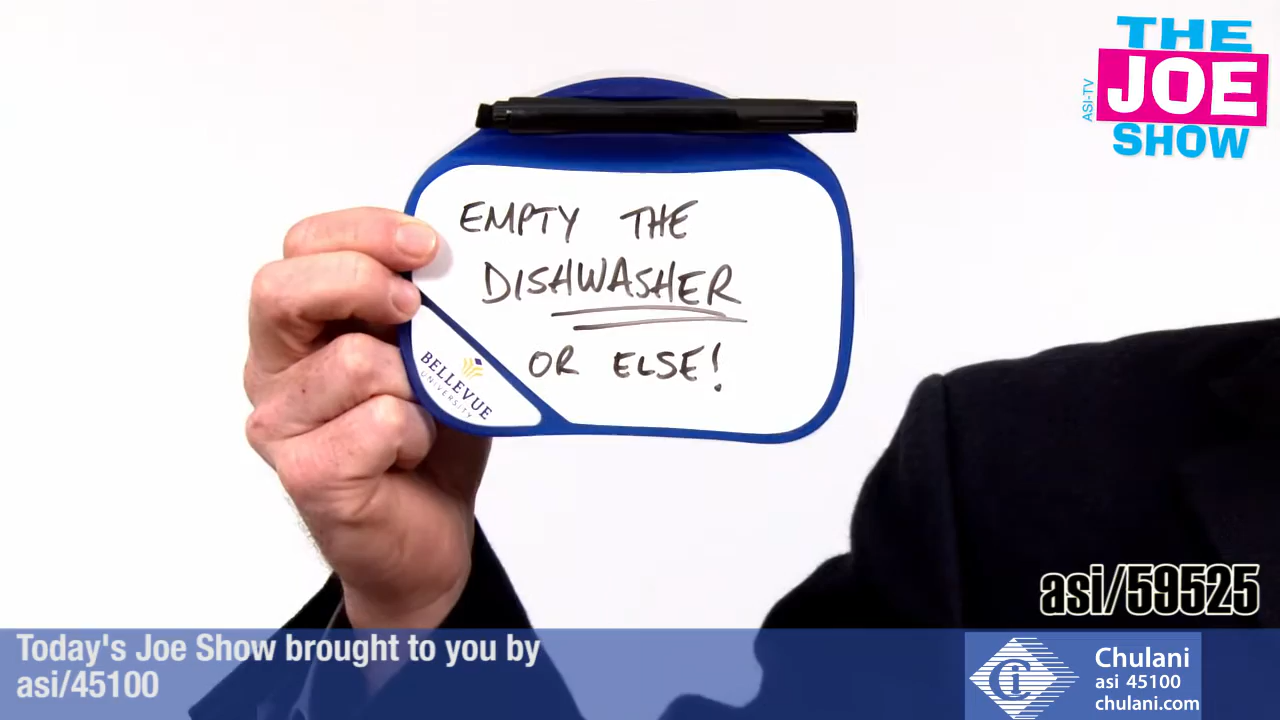 THE
JOE
SHOW
ASI-TV
EMPTY THE
DISHWASHER
OR ELSE!
BELLEVUE
UNIVERSITY
asi/59525
Today's Joe Show brought to you by
asi/45100
Chulani
asi 45100
chulani.com